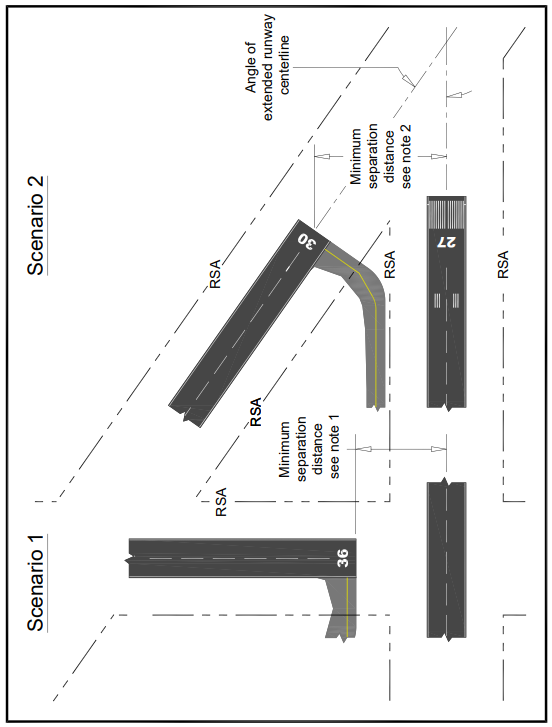 Scenario 2
Angle of
extended runway
centerline
Minimum
separation
distance
see note 2
RSA
30
RSA
27
RSA
RSA
Minimum
separation
distance
see note 1
RSA
Scenario 1
36